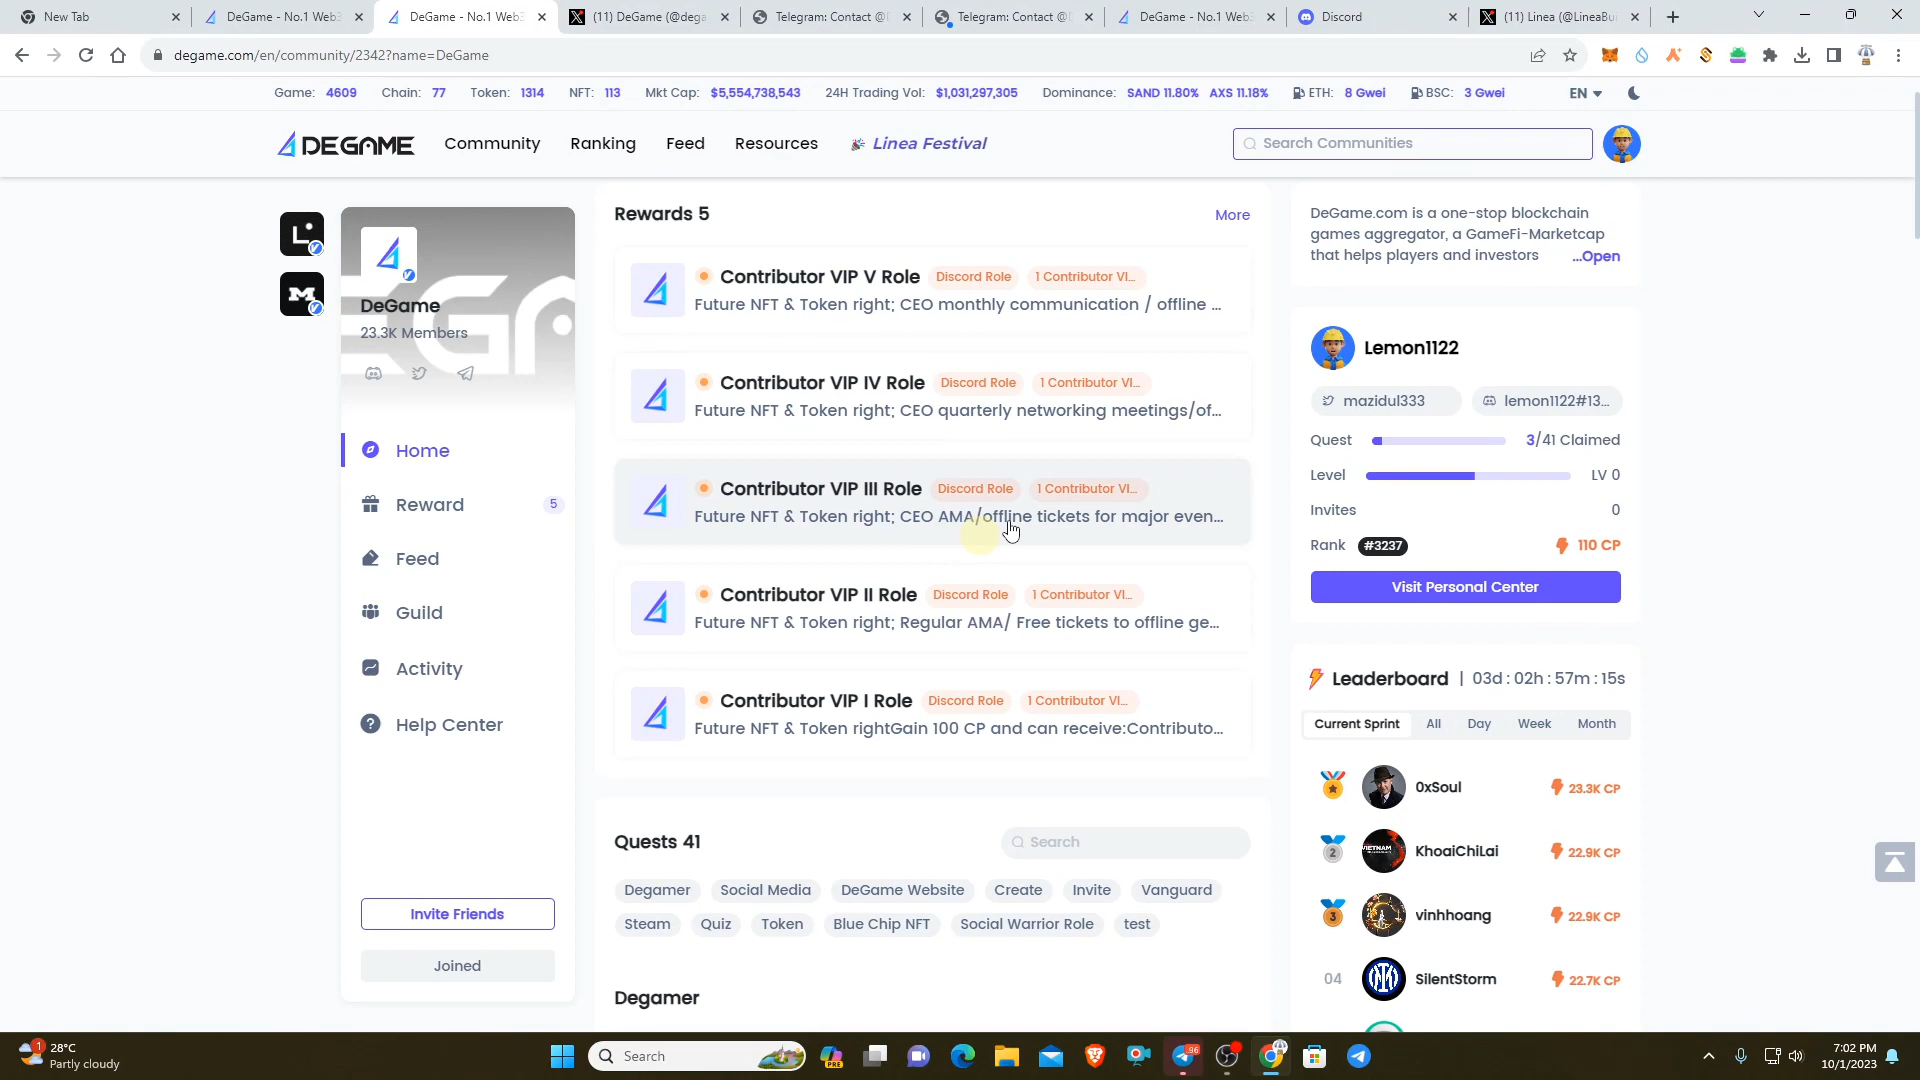 New Tab
DeGame - No.1 Web3
DeGame - No.1 Web3
(11) DeGame (@dega
Telegram: Contact @D
Telegram: Contact @D
DeGame - No.1 Web3
Discord
(11) Linea (@LineaBui
degame.com/en/community/2342?name=DeGame
Game: 4609 Chain: 77 Token: 1314 NFT: 113 Mkt Cap: $5,554,738,543 24H Trading Vol: $1,031,297,305 Dominance: SAND 11.80% AXS 11.18% ETH: 8 Gwei BSC: 3 Gwei EN
DEGAME Community Ranking Feed Resources Linea Festival Search Communities
DeGame
23.3K Members
Home
Reward 5
Feed
Guild
Activity
Help Center
Invite Friends
Joined
Rewards 5 More
Contributor VIP V Role Discord Role 1 Contributor VI...
Future NFT & Token right; CEO monthly communication / offline ...
Contributor VIP IV Role Discord Role 1 Contributor VI...
Future NFT & Token right; CEO quarterly networking meetings/of...
Contributor VIP III Role Discord Role 1 Contributor VI...
Future NFT & Token right; CEO AMA/offline tickets for major even...
Contributor VIP II Role Discord Role 1 Contributor VI...
Future NFT & Token right; Regular AMA/ Free tickets to offline ge...
Contributor VIP I Role Discord Role 1 Contributor VI...
Future NFT & Token rightGain 100 CP and can receive:Contributo...
Quests 41 Search
Degamer Social Media DeGame Website Create Invite Vanguard
Steam Quiz Token Blue Chip NFT Social Warrior Role test
Degamer
DeGame.com is a one-stop blockchain
games aggregator, a GameFi-Marketcap
that helps players and investors ...Open
Lemon1122
mazidul333 lemon1122#13...
Quest 3/41 Claimed
Level LV 0
Invites 0
Rank #3237 110 CP
Visit Personal Center
Leaderboard | 03d : 02h : 57m : 15s
Current Sprint All Day Week Month
0xSoul 23.3K CP
2 KhoaiChiLai 22.9K CP
3 vinhhoang 22.9K CP
04 SilentStorm 22.7K CP
1
28°C
Partly cloudy
Search
PRE
96
7:02 PM
10/1/2023